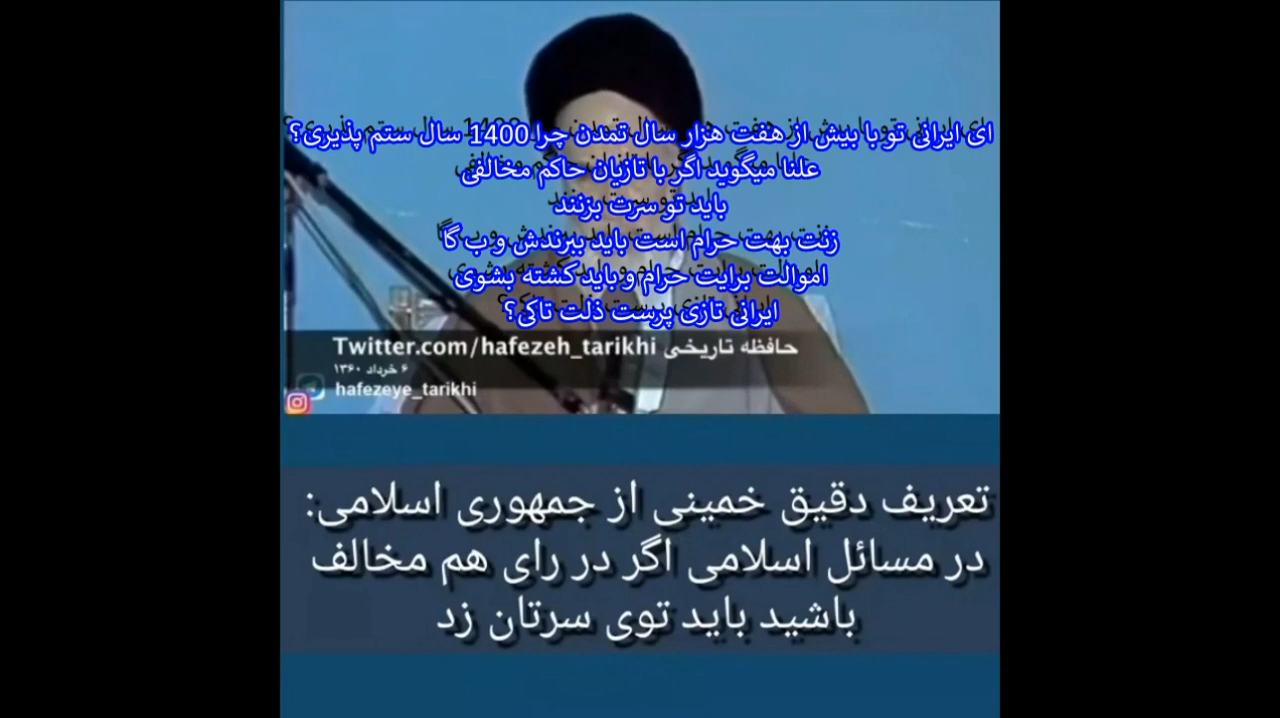 ای ایرانی تو با بیش از هفت هزار سال تمدن چرا 1400 سال ستم پذیری؟
علنا میگوید اگر با تازیان حاکم مخالفی
باید تو سرت بزنند
زنت بهت حرام است باید ببرندش و ب گا
اموالت برایت حرام و باید کشته بشوی
ایرانی تازی پرست ذلت تاکی؟
Twitter.com/hafezeh_tarikhi حافظه تاریخی
۶ خرداد ۱۳۶۰
hafezeye_tarikhi
تعریف دقیق خمینی از جمهوری اسلامی:
در مسائل اسلامی اگر در رای هم مخالف
باشید باید توی سرتان زد